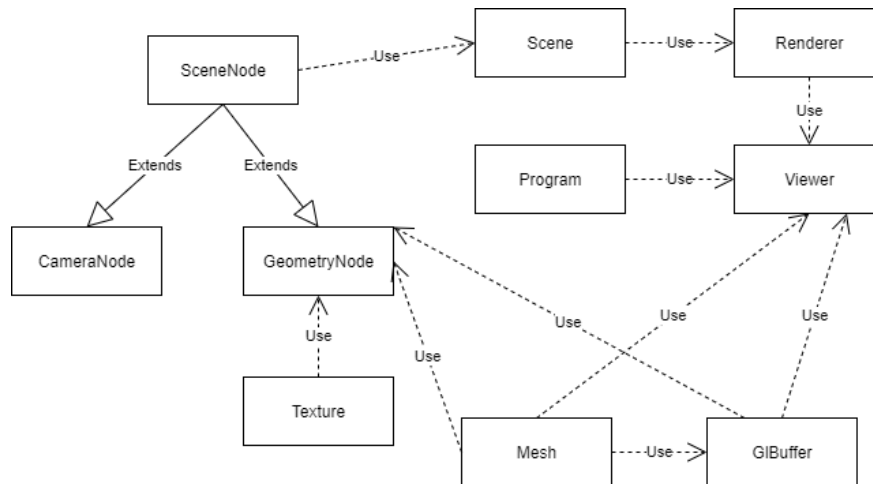 Scene
Use
Renderer
SceneNode
Use
Use
Extends
Extends
Program
Use
Viewer
CameraNode
GeometryNode
Use
Use
Use
Use
Use
Texture
Mesh
Use
GlBuffer